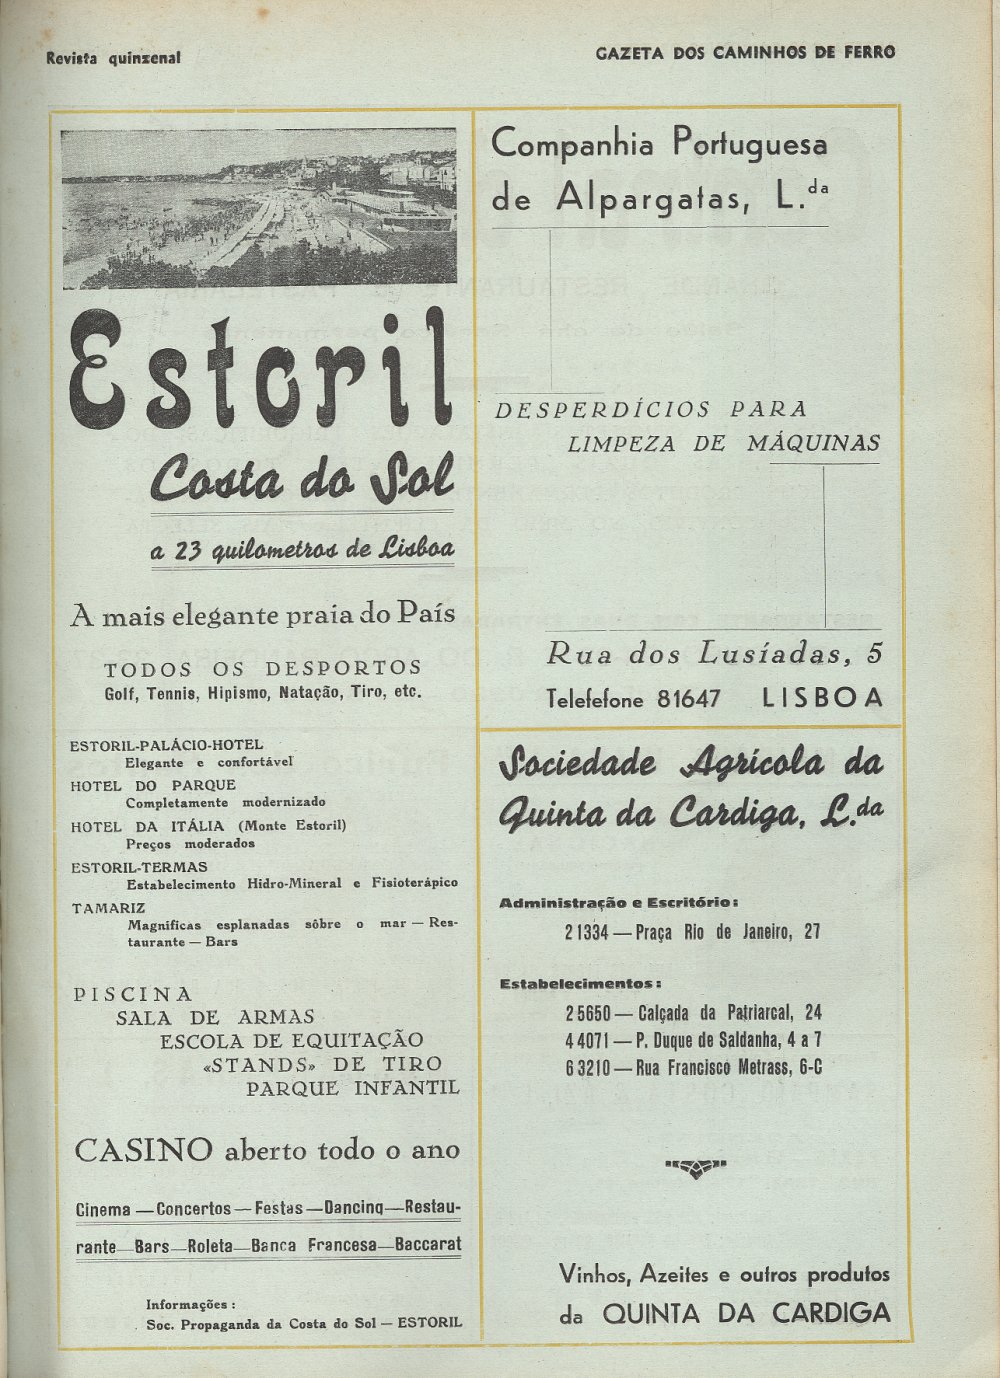 Revista quinzenal
GAZETA DOS CAMINHOS DE FERRO
Estoril
Costa do Sol
a 23 quilometros de Lisboa
A mais elegante praia do País
TODOS OS DESPORTOS
Golf, Tennis, Hipismo, Natação, Tiro, etc.
ESTORIL-PALÁCIO-HOTEL
Elegante e confortável
HOTEL DO PARQUE
Completamente modernizado
HOTEL DA ITÁLIA (Monte Estoril)
Preços moderados
ESTORIL-TERMAS
Estabelecimento Hidro-Mineral e Fisioterápico
TAMARIZ
Magníficas esplanadas sôbre o mar — Res-
taurante — Bars
PISCINA
SALA DE ARMAS
ESCOLA DE EQUITAÇÃO
«STANDS» DE TIRO
PARQUE INFANTIL
CASINO aberto todo o ano
Cinema — Concertos — Festas — Dancing — Restau-
rante — Bars — Roleta — Banca Francesa — Baccarat
Informações :
Soc. Propaganda da Costa do Sol — ESTORIL
Companhia Portuguesa
de Alpargatas, L.da
DESPERDÍCIOS PARA
LIMPEZA DE MÁQUINAS
Rua dos Lusíadas, 5
Telefefone 81647 LISBOA
Sociedade Agrícola da
Quinta da Cardiga, L.da
Administração e Escritório:
21334 — Praça Rio de Janeiro, 27
Estabelecimentos:
25650 — Calçada da Patriarcal, 24
44071 — P. Duque de Saldanha, 4 a 7
63210 — Rua Francisco Metrass, 6-C
Vinhos, Azeites e outros produtos
da QUINTA DA CARDIGA